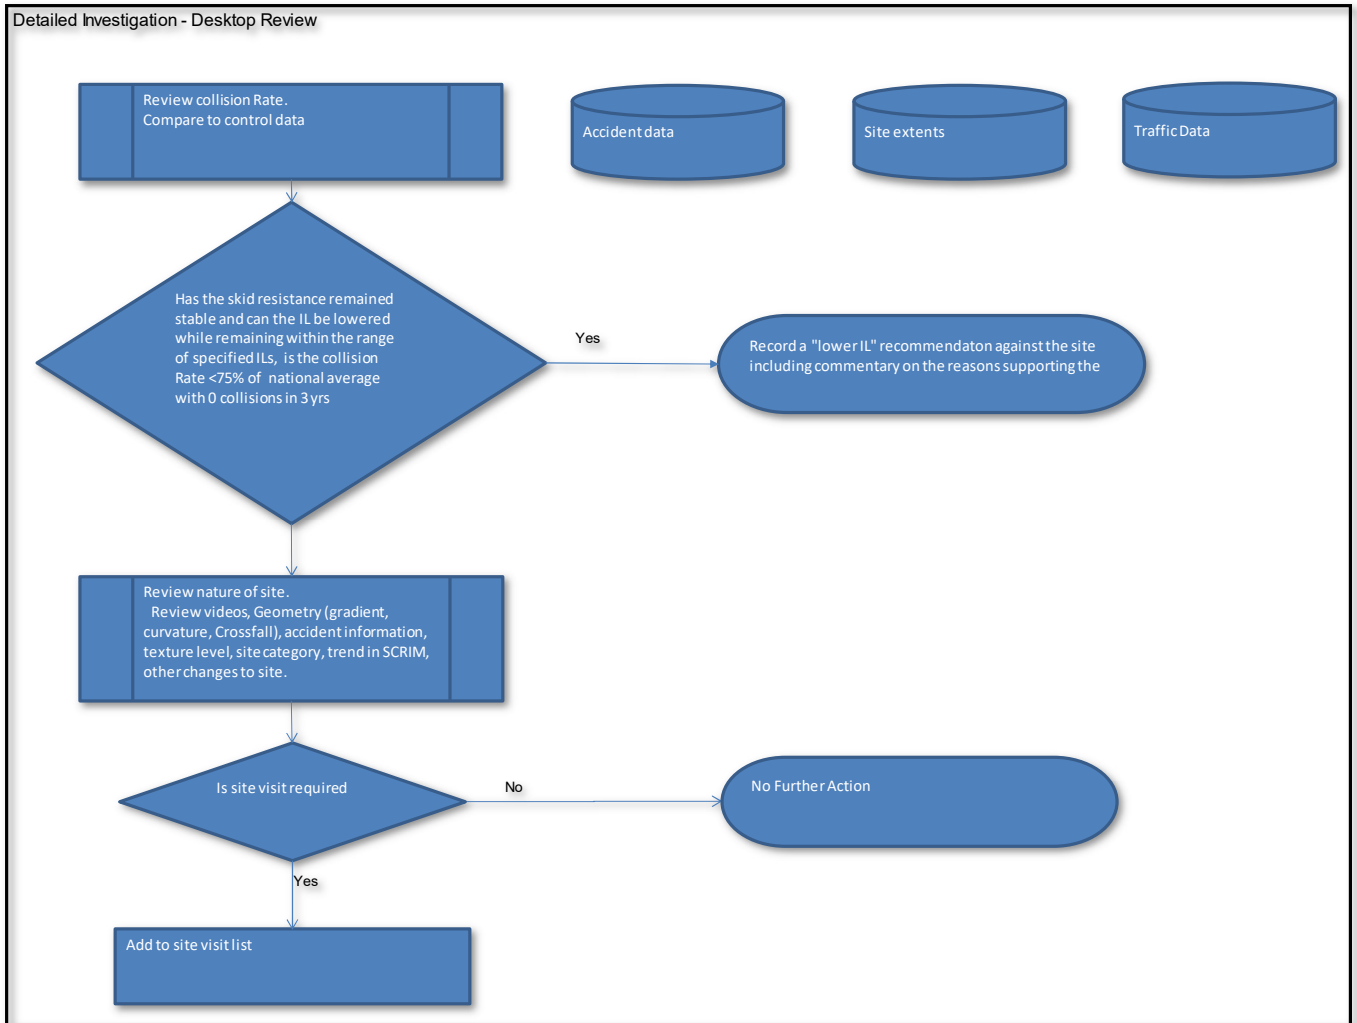 Detailed Investigation - Desktop Review
Review collision Rate.
Compare to control data
Accident data
Site extents
Traffic Data
Has the skid resistance remained
stable and can the IL be lowered
while remaining within the range
of specified ILs, is the collision
Rate <75% of national average
with 0 collisions in 3 yrs
Yes
Record a "lower IL" recommendaton against the site
including commentary on the reasons supporting the
Review nature of site.
Review videos, Geometry (gradient,
curvature, Crossfall), accident information,
texture level, site category, trend in SCRIM,
other changes to site.
Is site visit required
No
No Further Action
Yes
Add to site visit list